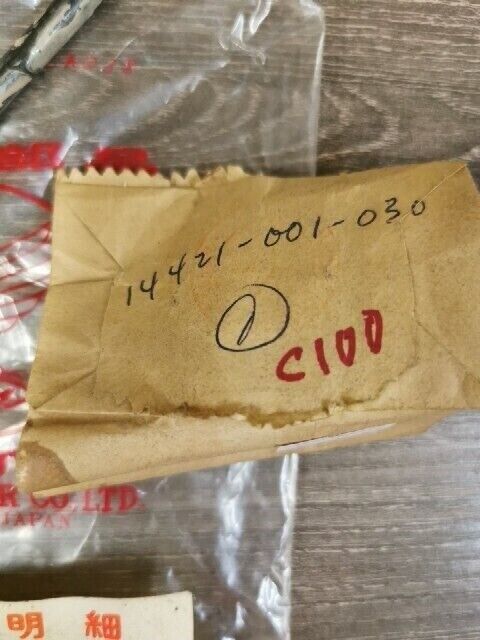 14421-001-030
1
C100
R CO., LTD.
JAPAN
明細